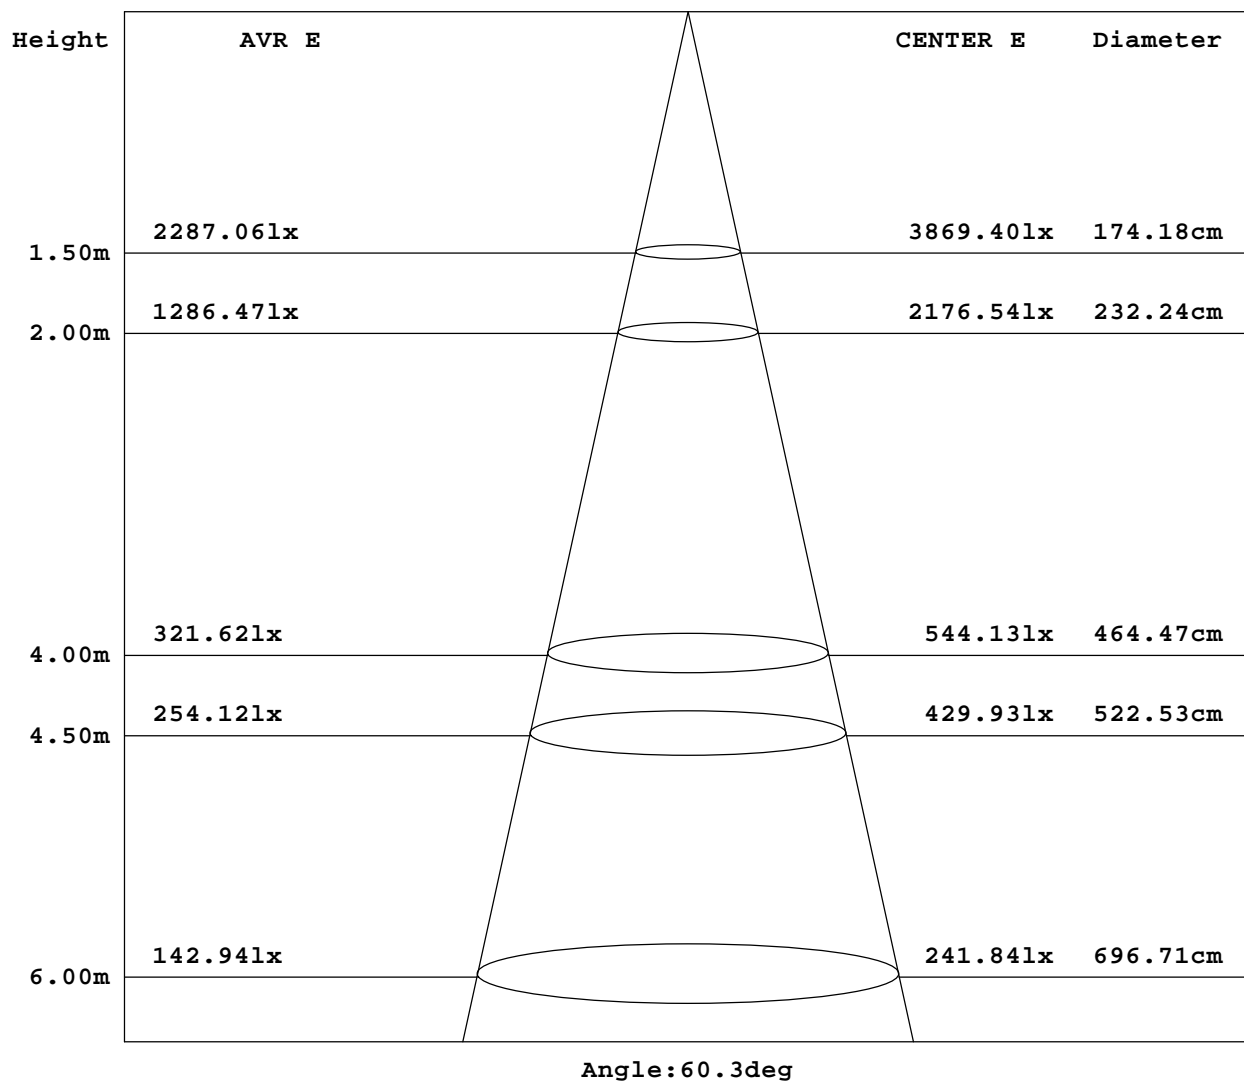 Height AVR E CENTER E Diameter
2287.06lx 3869.40lx 174.18cm
1.50m
1286.47lx 2176.54lx 232.24cm
2.00m
321.62lx 544.13lx 464.47cm
4.00m
254.12lx 429.93lx 522.53cm
4.50m
142.94lx 241.84lx 696.71cm
6.00m
Angle:60.3deg